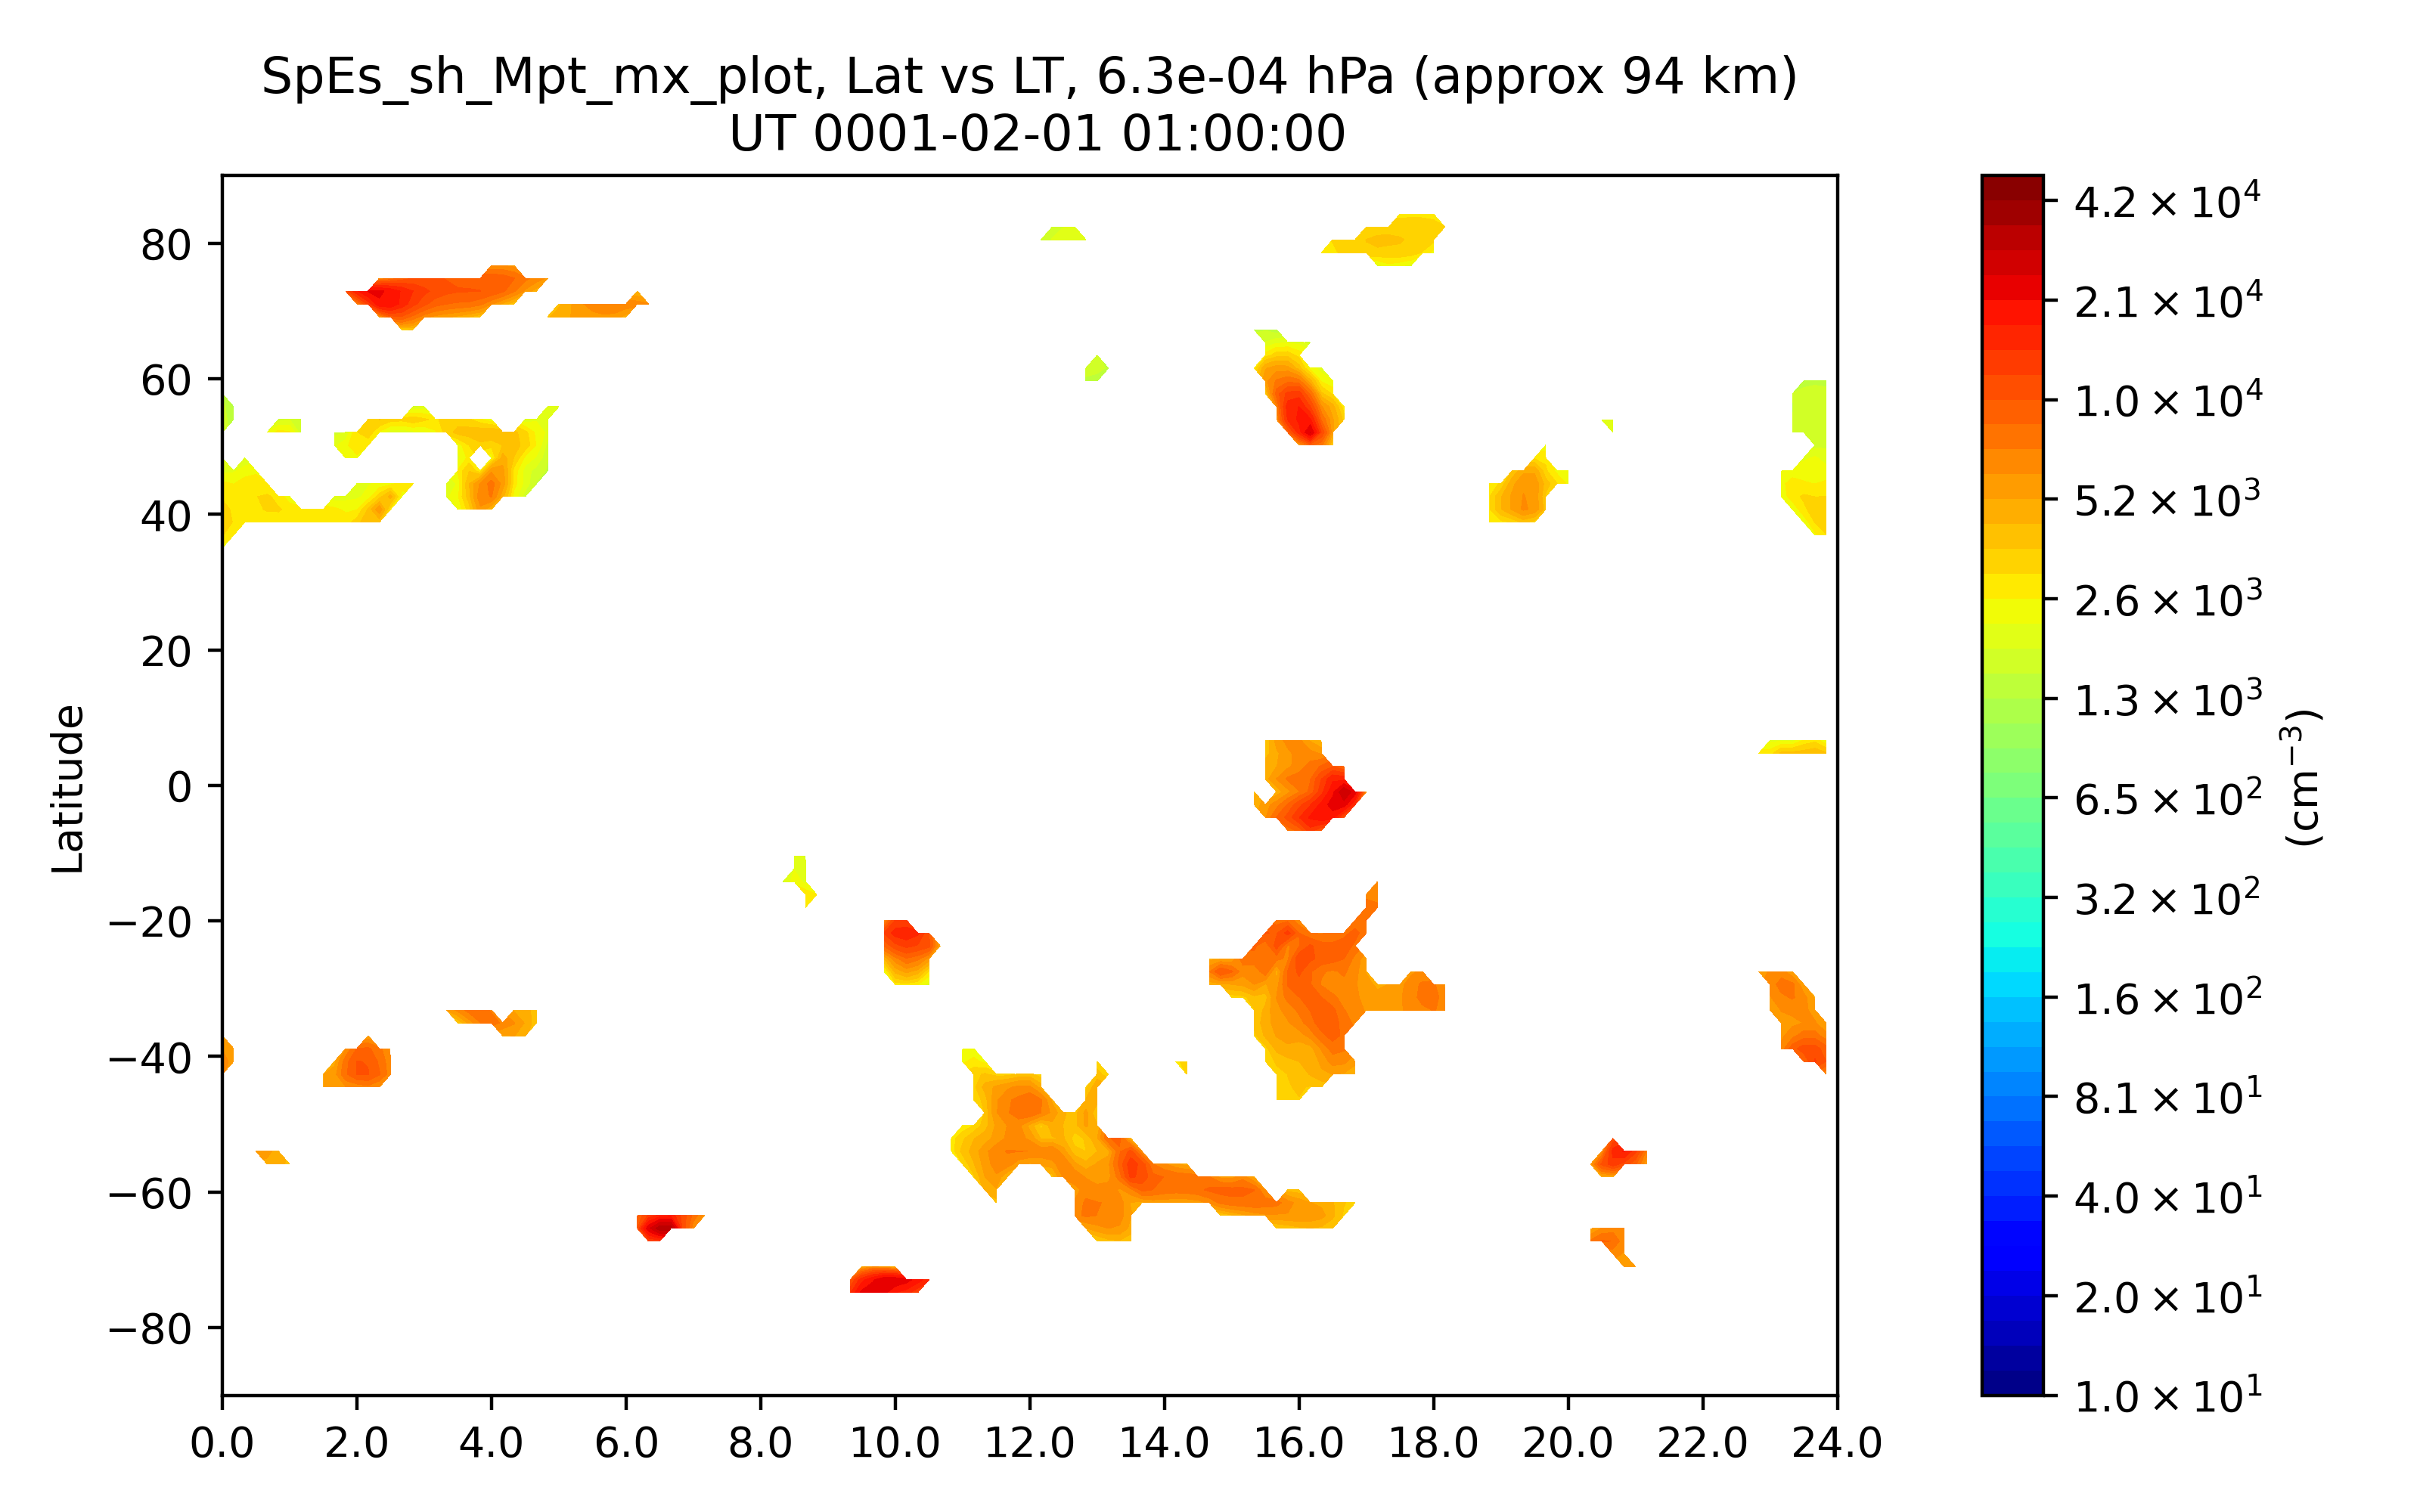 SpEs_sh_Mpt_mx_plot, Lat vs LT, 6.3e-04 hPa (approx 94 km)
UT 0001-02-01 01:00:00
Latitude
80
60
40
20
0
−20
−40
−60
−80
0.0 2.0 4.0 6.0 8.0 10.0 12.0 14.0 16.0 18.0 20.0 22.0 24.0
4.2 × 10⁴
2.1 × 10⁴
1.0 × 10⁴
5.2 × 10³
2.6 × 10³
1.3 × 10³
6.5 × 10²
3.2 × 10²
1.6 × 10²
8.1 × 10¹
4.0 × 10¹
2.0 × 10¹
1.0 × 10¹
(cm⁻³)